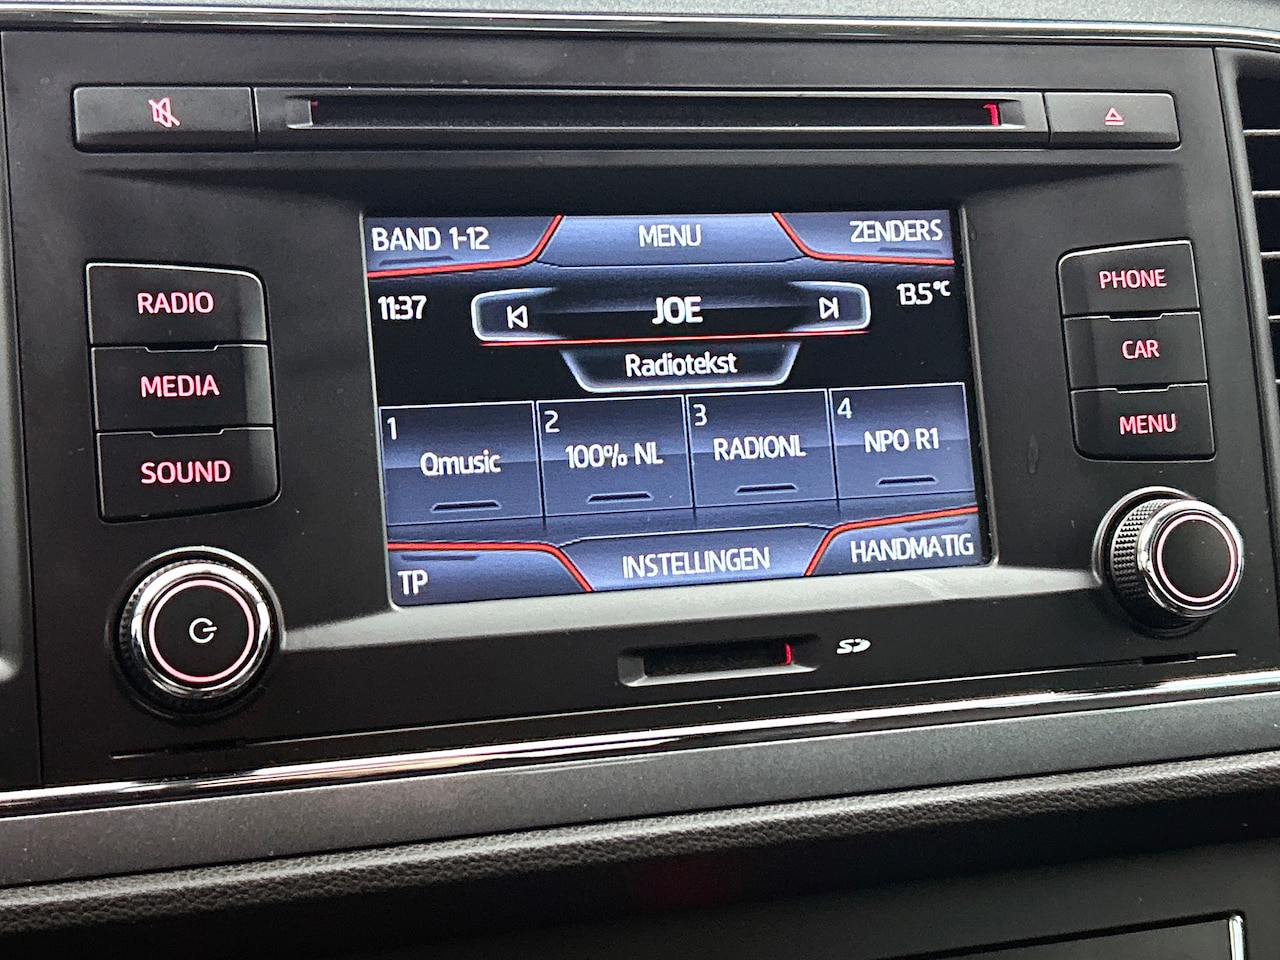 BAND 1-12
MENU
ZENDERS
11:37
JOE
13.5°C
Radiotekst
1
Qmusic
2
100% NL
3
RADIONL
4
NPO R1
TP
INSTELLINGEN
HANDMATIG
RADIO
MEDIA
SOUND
PHONE
CAR
MENU
SD